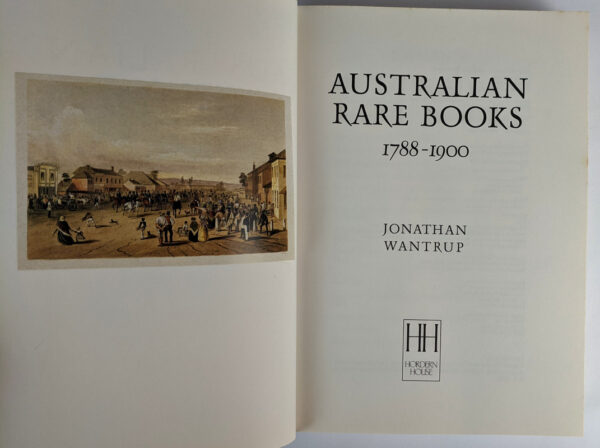 AUSTRALIAN
RARE BOOKS
1788-1900
JONATHAN
WANTRUP
HH
HORDERN
HOUSE